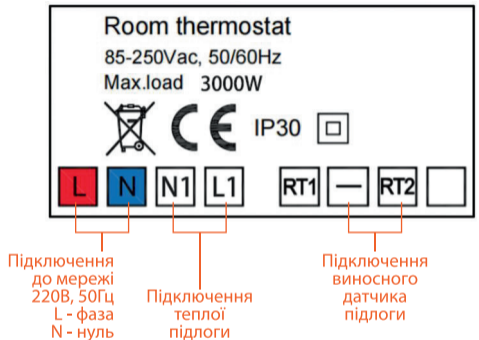 Room thermostat
85-250Vac, 50/60Hz
Max.load 3000W
CE IP30
L N N1 L1 RT1 — RT2
Підключення
до мережі
220В, 50Гц
L - фаза
N - нуль
Підключення
теплої
підлоги
Підключення
виносного
датчика
підлоги